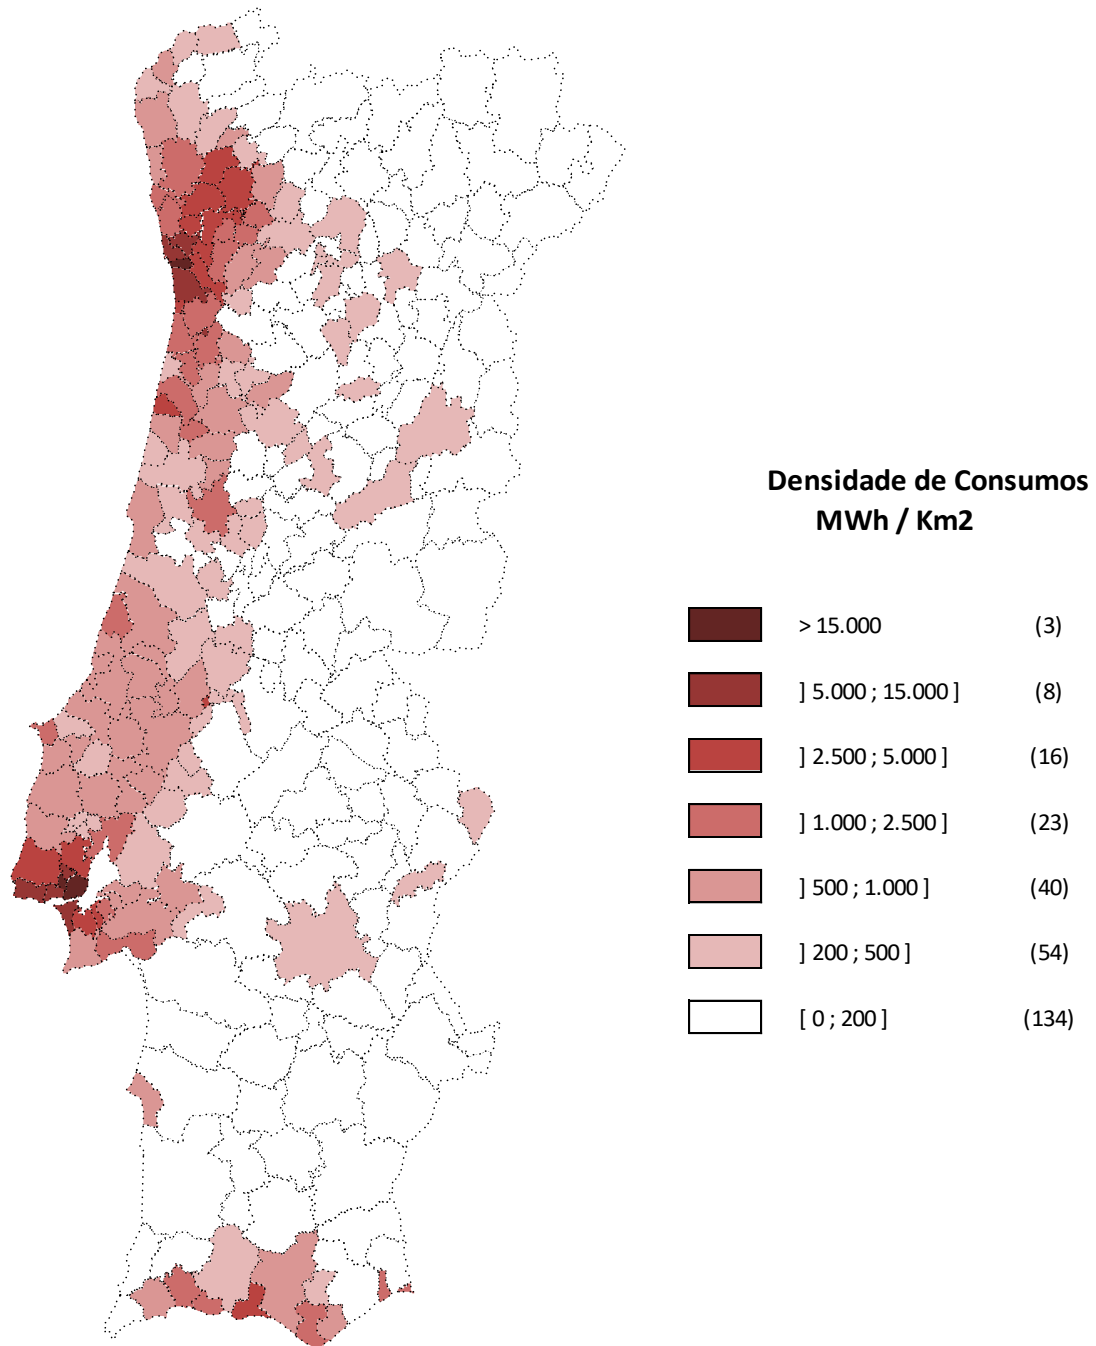 Densidade de Consumos
MWh / Km2
> 15.000 (3)
] 5.000 ; 15.000 ] (8)
] 2.500 ; 5.000 ] (16)
] 1.000 ; 2.500 ] (23)
] 500 ; 1.000 ] (40)
] 200 ; 500 ] (54)
[ 0 ; 200 ] (134)